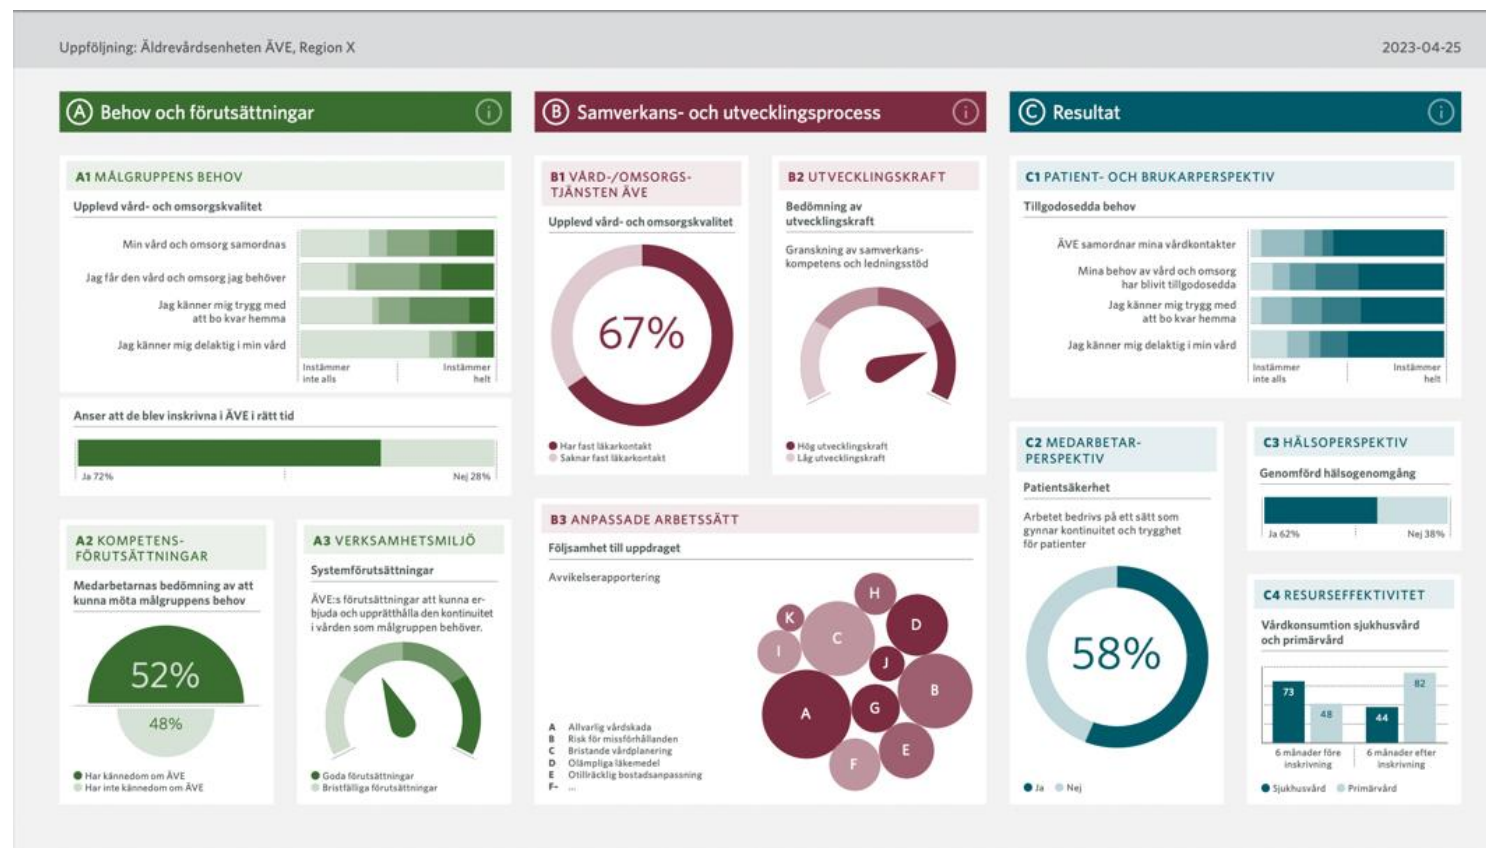 Uppföljning: Äldrevårdsenheten ÄVE, Region X
2023-04-25
A Behov och förutsättningar i
A1 MÅLGRUPPENS BEHOV
Upplevd vård- och omsorgskvalitet
Min vård och omsorg samordnas
Jag får den vård och omsorg jag behöver
Jag känner mig trygg med
att bo kvar hemma
Jag känner mig delaktig i min vård
Instämmer
inte alls
Instämmer
helt
Anser att de blev inskrivna i ÄVE i rätt tid
Ja 72%
Nej 28%
A2 KOMPETENS-
FÖRUTSÄTTNINGAR
Medarbetarnas bedömning av att
kunna möta målgruppens behov
52%
48%
Har kännedom om ÄVE
Har inte kännedom om ÄVE
A3 VERKSAMHETSMILJÖ
Systemförutsättningar
ÄVE:s förutsättningar att kunna er-
bjuda och upprätthålla den kontinuitet
i vården som målgruppen behöver.
Goda förutsättningar
Bristfälliga förutsättningar
B Samverkans- och utvecklingsprocess i
B1 VÅRD-/OMSORGS-
TJÄNSTEN ÄVE
Upplevd vård- och omsorgskvalitet
67%
Har fast läkarkontakt
Saknar fast läkarkontakt
B2 UTVECKLINGSKRAFT
Bedömning av
utvecklingskraft
Granskning av samverkans-
kompetens och ledningsstöd
Hög utvecklingskraft
Låg utvecklingskraft
B3 ANPASSADE ARBETSSÄTT
Följsamhet till uppdraget
Avvikelserapportering
H
K
C
D
I
J
B
A
G
E
F
A Allvarlig vårdskada
B Risk för missförhållanden
C Bristande vårdplanering
D Olämpliga läkemedel
E Otillräcklig bostadsanpassning
F- ...
C Resultat i
C1 PATIENT- OCH BRUKARPERSPEKTIV
Tillgodosedda behov
ÄVE samordnar mina vårdkontakter
Mina behov av vård och omsorg
har blivit tillgodosedda
Jag känner mig trygg med
att bo kvar hemma
Jag känner mig delaktig i min vård
Instämmer
inte alls
Instämmer
helt
C2 MEDARBETAR-
PERSPEKTIV
Patientsäkerhet
Arbetet bedrivs på ett sätt som
gynnar kontinuitet och trygghet
för patienter
58%
Ja Nej
C3 HÄLSOPERSPEKTIV
Genomförd hälsogenomgång
Ja 62%
Nej 38%
C4 RESURSEFFEKTIVITET
Vårdkonsumtion sjukhusvård
och primärvård
73
48
44
82
6 månader före
inskrivning
6 månader efter
inskrivning
Sjukhusvård Primärvård